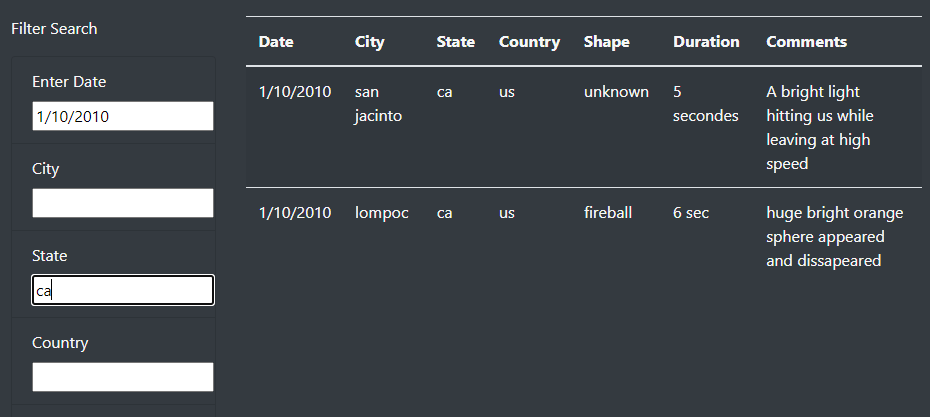 Filter Search
Enter Date
1/10/2010
City
State
ca
Country
Date City State Country Shape Duration Comments
1/10/2010 san ca us unknown 5 A bright light
jacinto secondes hitting us while
leaving at high
speed
1/10/2010 lompoc ca us fireball 6 sec huge bright orange
sphere appeared
and dissapeared